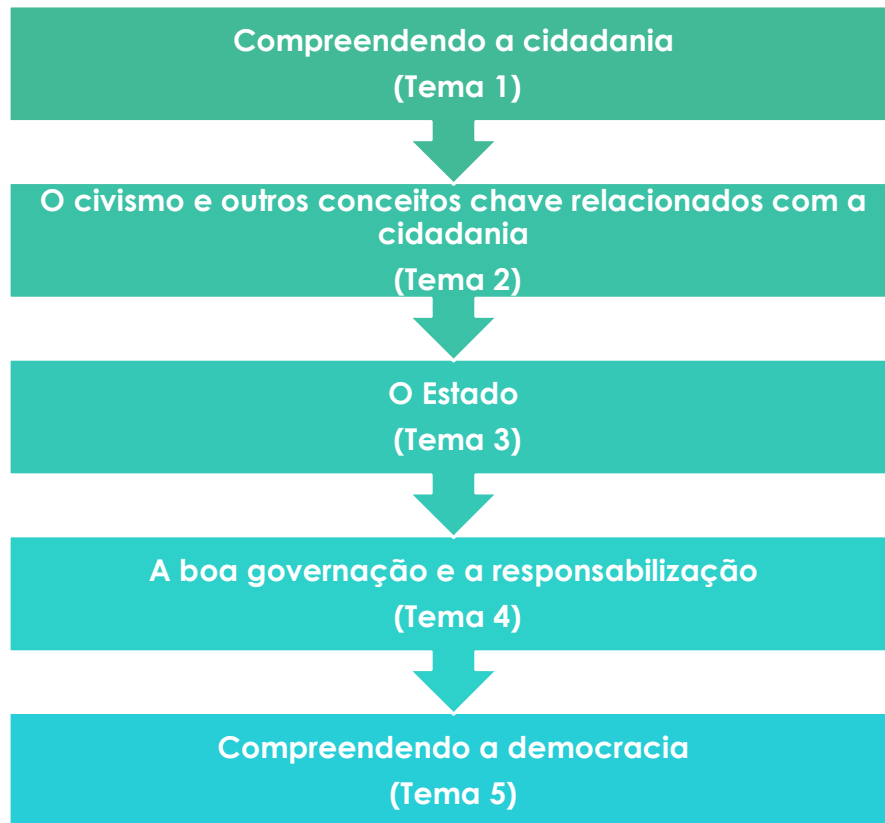 Compreendendo a cidadania
(Tema 1)
O civismo e outros conceitos chave relacionados com a
cidadania
(Tema 2)
O Estado
(Tema 3)
A boa governação e a responsabilização
(Tema 4)
Compreendendo a democracia
(Tema 5)